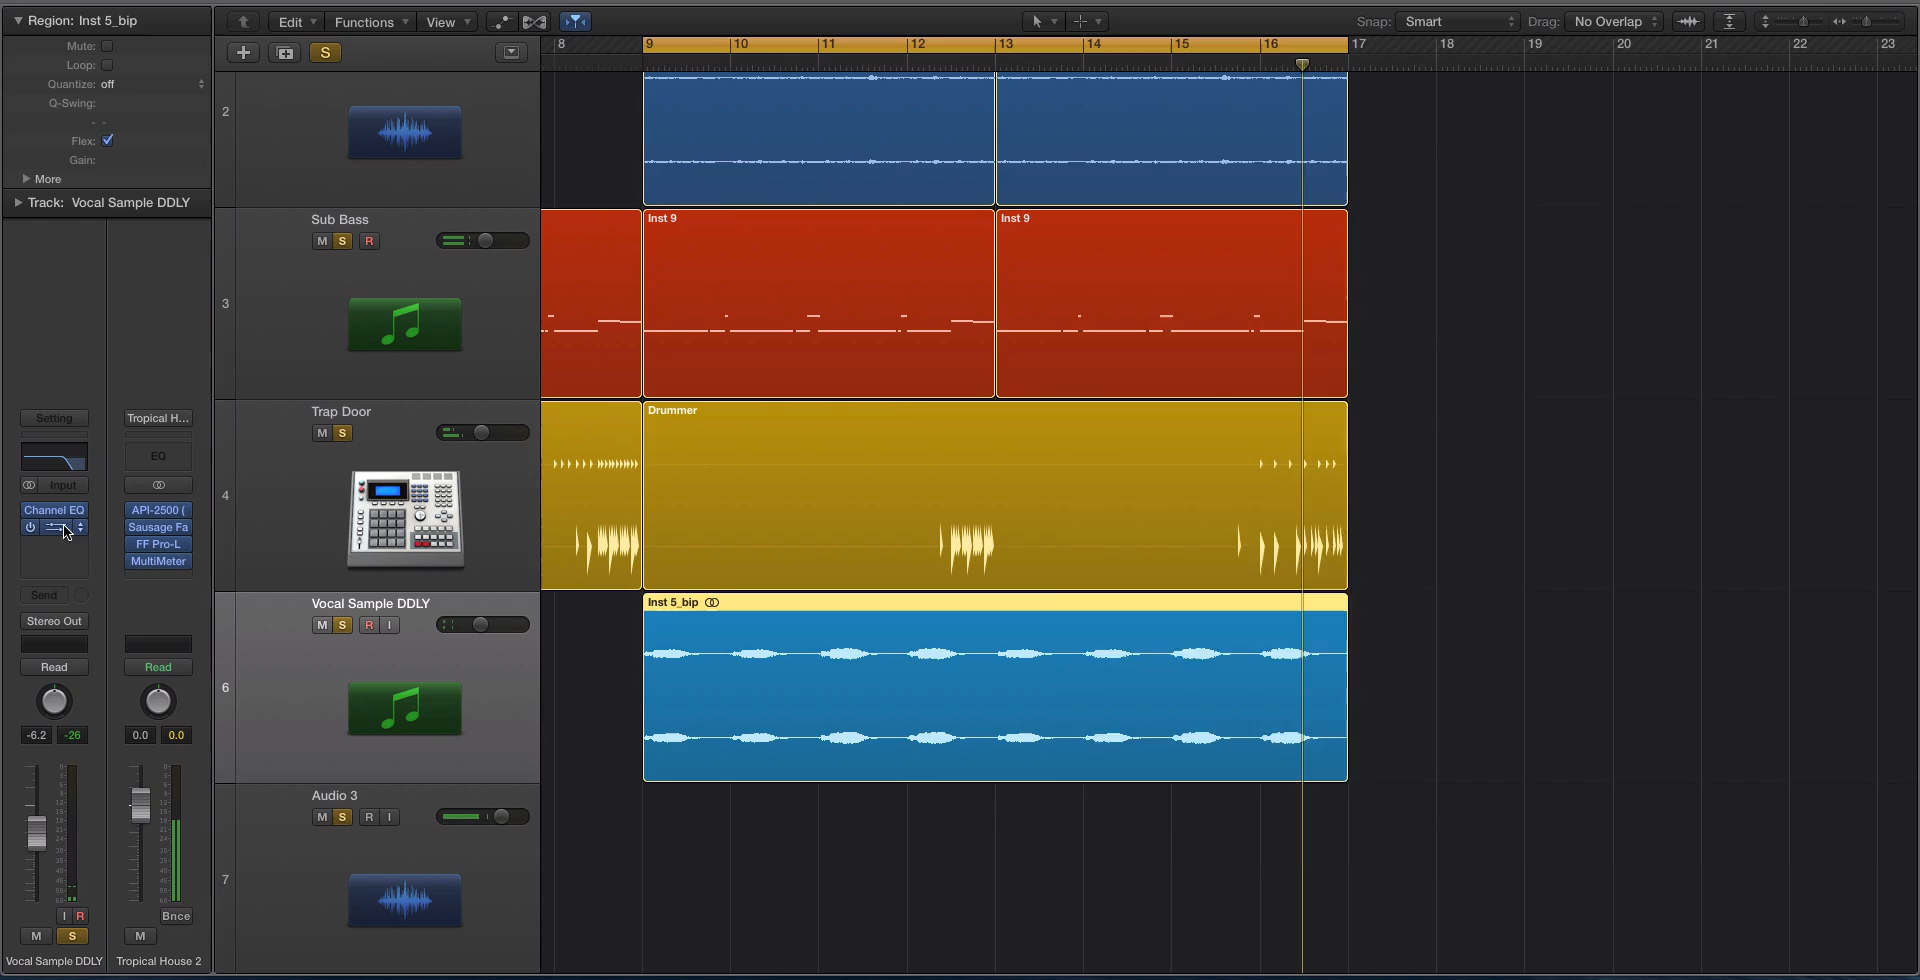 Region: Inst 5_bip
Mute:
Loop:
Quantize: off
Q-Swing:
- -
Flex:
Gain:
More
Track: Vocal Sample DDLY
Edit Functions View
Snap: Smart Drag: No Overlap
S
8 9 10 11 12 13 14 15 16 17 18 19 20 21 22 23
2
Sub Bass
M S R
3
Inst 9 Inst 9
Trap Door
M S
4
Drummer
Vocal Sample DDLY
M S R I
6
Inst 5_bip
Audio 3
M S R I
7
Setting Tropical H...
EQ
Input
Channel EQ API-2500 (
Sausage Fa
FF Pro-L
MultiMeter
Send
Stereo Out
Read Read
-6.2 -26 0.0 0.0
I R Bnce
M S M
Vocal Sample DDLY Tropical House 2